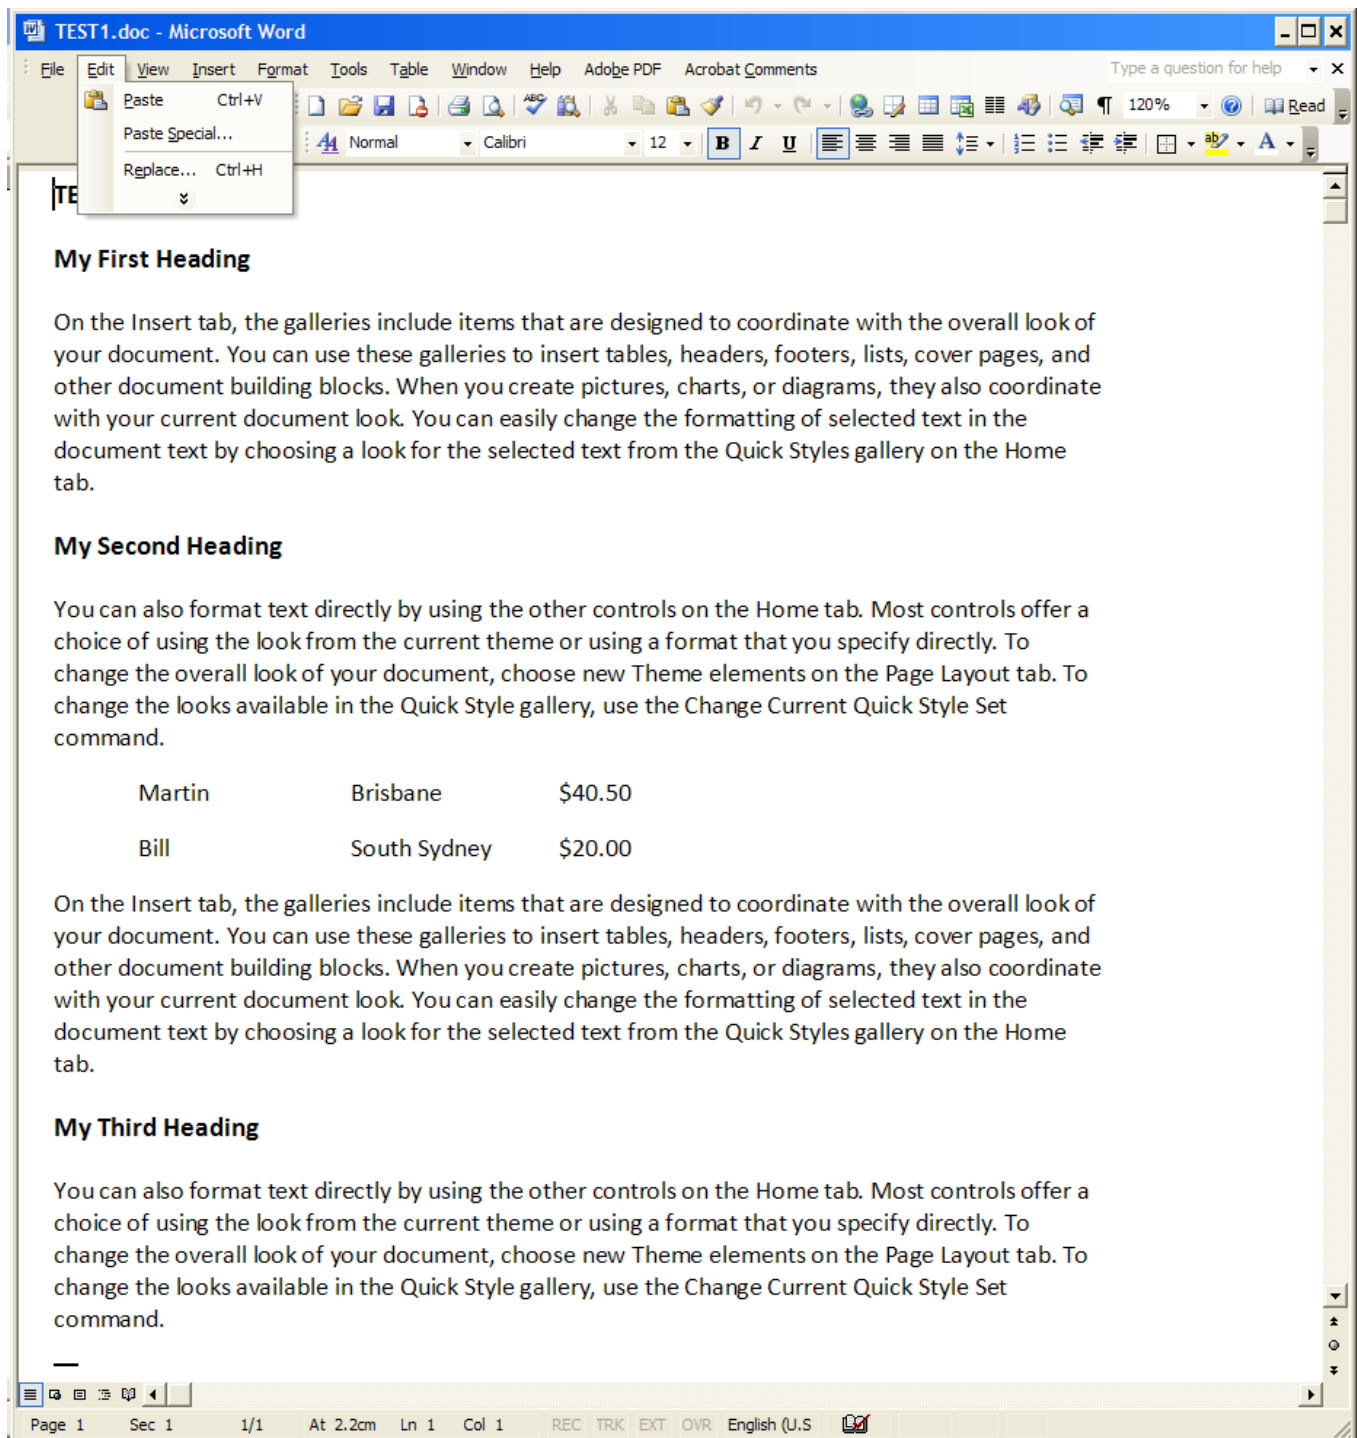 TEST1.doc - Microsoft Word
File Edit View Insert Format Tools Table Window Help Adobe PDF Acrobat Comments Type a question for help
Paste Ctrl+V
120% Read
Paste Special...
Normal Calibri 12 B I U
Replace... Ctrl+H
TE
My First Heading
On the Insert tab, the galleries include items that are designed to coordinate with the overall look of
your document. You can use these galleries to insert tables, headers, footers, lists, cover pages, and
other document building blocks. When you create pictures, charts, or diagrams, they also coordinate
with your current document look. You can easily change the formatting of selected text in the
document text by choosing a look for the selected text from the Quick Styles gallery on the Home
tab.
My Second Heading
You can also format text directly by using the other controls on the Home tab. Most controls offer a
choice of using the look from the current theme or using a format that you specify directly. To
change the overall look of your document, choose new Theme elements on the Page Layout tab. To
change the looks available in the Quick Style gallery, use the Change Current Quick Style Set
command.
Martin Brisbane $40.50
Bill South Sydney $20.00
On the Insert tab, the galleries include items that are designed to coordinate with the overall look of
your document. You can use these galleries to insert tables, headers, footers, lists, cover pages, and
other document building blocks. When you create pictures, charts, or diagrams, they also coordinate
with your current document look. You can easily change the formatting of selected text in the
document text by choosing a look for the selected text from the Quick Styles gallery on the Home
tab.
My Third Heading
You can also format text directly by using the other controls on the Home tab. Most controls offer a
choice of using the look from the current theme or using a format that you specify directly. To
change the overall look of your document, choose new Theme elements on the Page Layout tab. To
change the looks available in the Quick Style gallery, use the Change Current Quick Style Set
command.
Page 1 Sec 1 1/1 At 2.2cm Ln 1 Col 1 REC TRK EXT OVR English (U.S